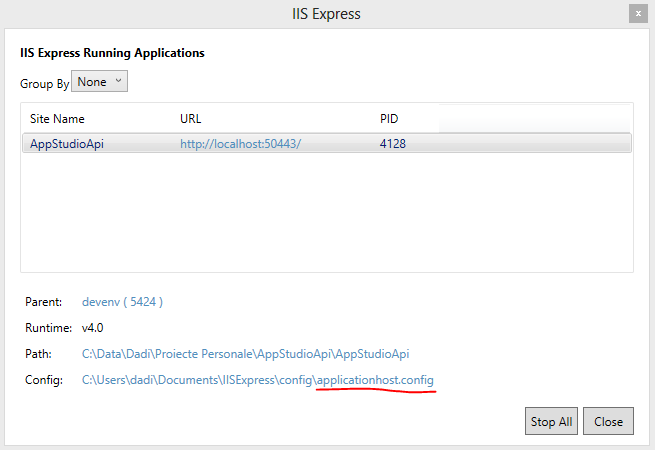 IIS Express
x
IIS Express Running Applications
Group By None
Site Name URL PID
AppStudioApi http://localhost:50443/ 4128
Parent: devenv ( 5424 )
Runtime: v4.0
Path: C:\Data\Dadi\Proiecte Personale\AppStudioApi\AppStudioApi
Config: C:\Users\dadi\Documents\IISExpress\config\applicationhost.config
Stop All Close